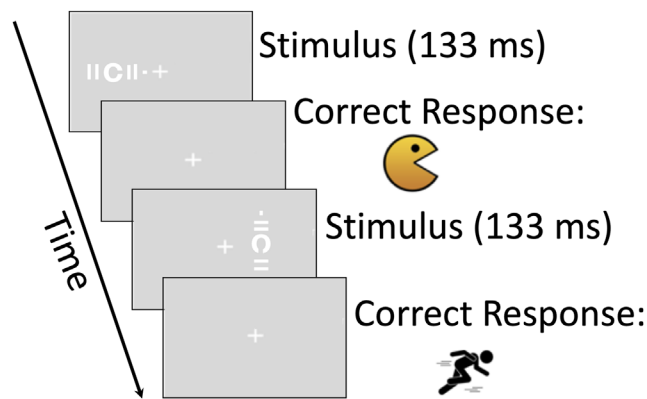 Stimulus (133 ms)
C
Correct Response:
Stimulus (133 ms)
C
Time
Correct Response: